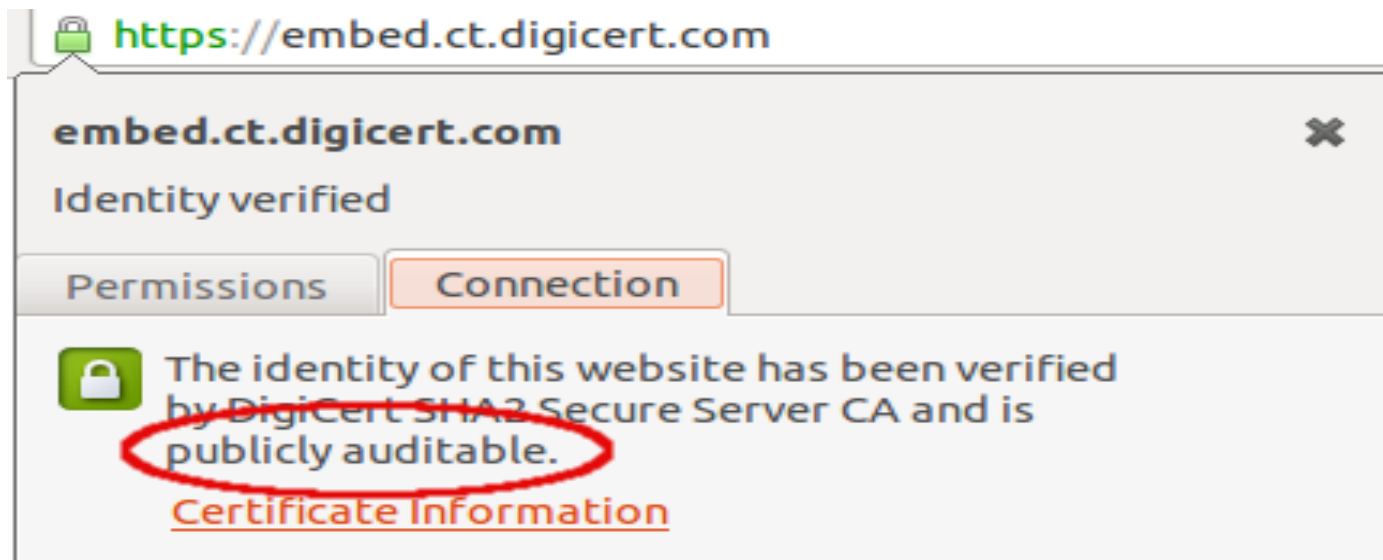 https://embed.ct.digicert.com
embed.ct.digicert.com
Identity verified
Permissions Connection
The identity of this website has been verified
by DigiCert SHA2 Secure Server CA and is
publicly auditable.
Certificate Information